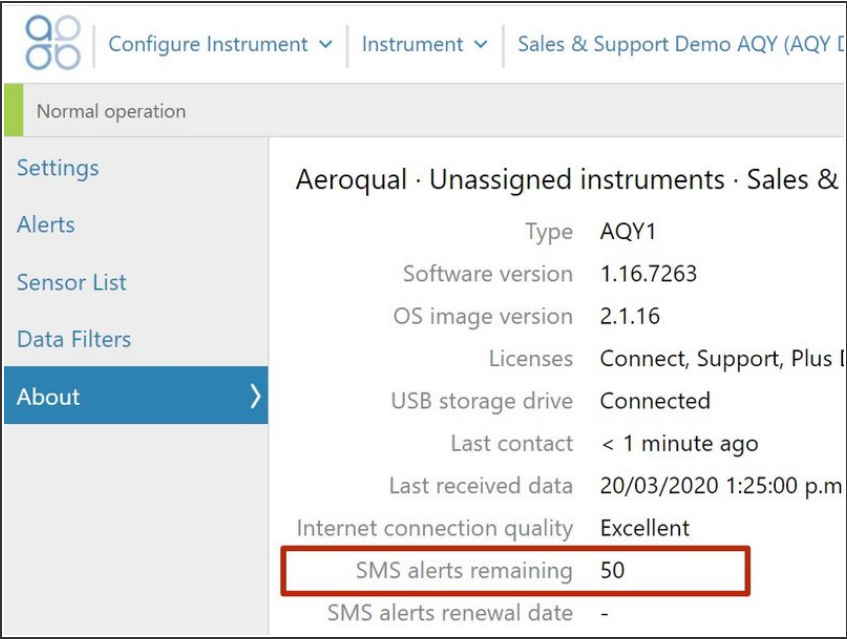 Configure Instrument Instrument Sales & Support Demo AQY (AQY
Normal operation
Settings
Alerts
Sensor List
Data Filters
About
Aeroqual · Unassigned instruments · Sales &
Type AQY1
Software version 1.16.7263
OS image version 2.1.16
Licenses Connect, Support, Plus
USB storage drive Connected
Last contact < 1 minute ago
Last received data 20/03/2020 1:25:00 p.m
Internet connection quality Excellent
SMS alerts remaining 50
SMS alerts renewal date -